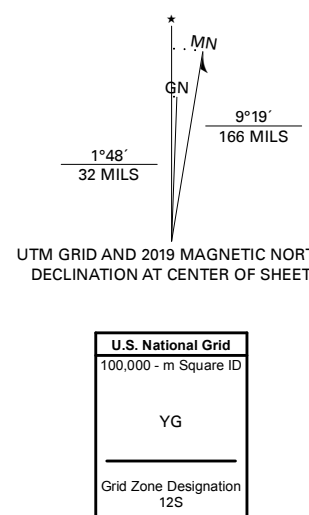 ★
MN
GN
9°19´
166 MILS
1°48´
32 MILS
UTM GRID AND 2019 MAGNETIC NORT
DECLINATION AT CENTER OF SHEET
U.S. National Grid
100,000 - m Square ID
YG
Grid Zone Designation
12S